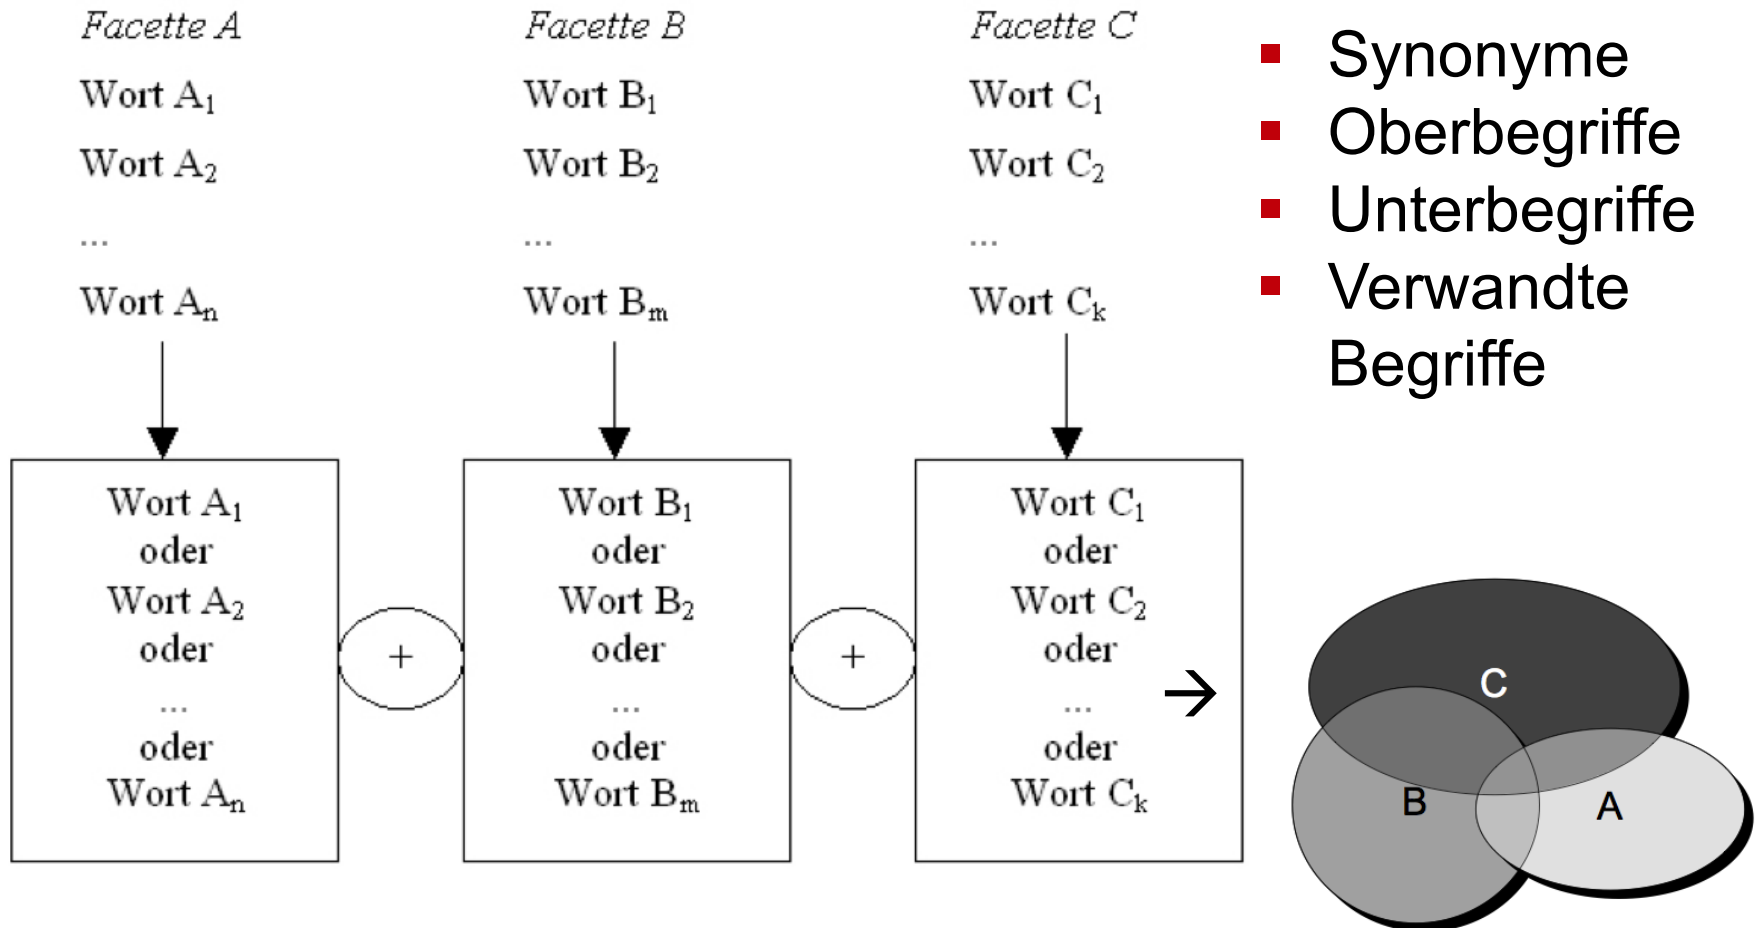 Facette A
Wort A₁
Wort A₂
...
Wort Aₙ
Facette B
Wort B₁
Wort B₂
...
Wort Bₘ
Facette C
Wort C₁
Wort C₂
...
Wort Cₖ
Synonyme
Oberbegriffe
Unterbegriffe
Verwandte
Begriffe
Wort A₁
oder
Wort A₂
oder
...
oder
Wort Aₙ
+
Wort B₁
oder
Wort B₂
oder
...
oder
Wort Bₘ
+
Wort C₁
oder
Wort C₂
oder
...
oder
Wort Cₖ
→
C
B
A